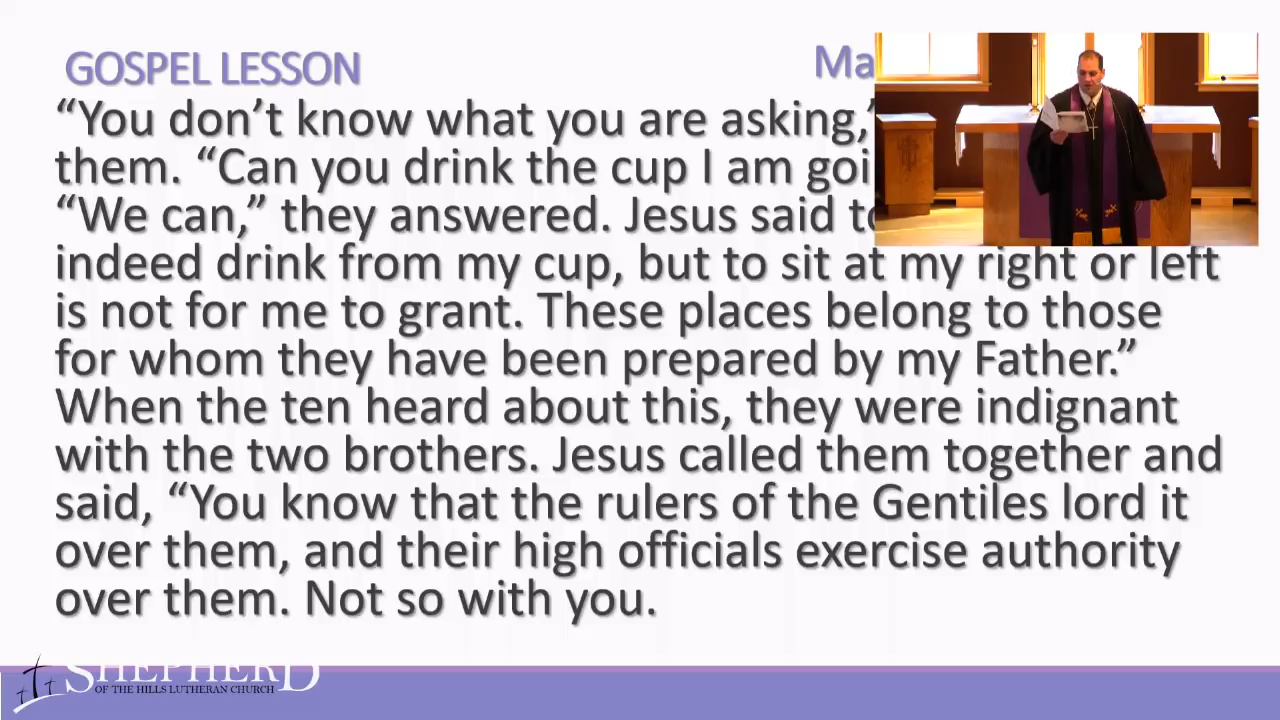 GOSPEL LESSON Ma
“You don’t know what you are asking,”
them. “Can you drink the cup I am goi
“We can,” they answered. Jesus said to
indeed drink from my cup, but to sit at my right or left
is not for me to grant. These places belong to those
for whom they have been prepared by my Father.”
When the ten heard about this, they were indignant
with the two brothers. Jesus called them together and
said, “You know that the rulers of the Gentiles lord it
over them, and their high officials exercise authority
over them. Not so with you.
SHEPHERD
OF THE HILLS LUTHERAN CHURCH